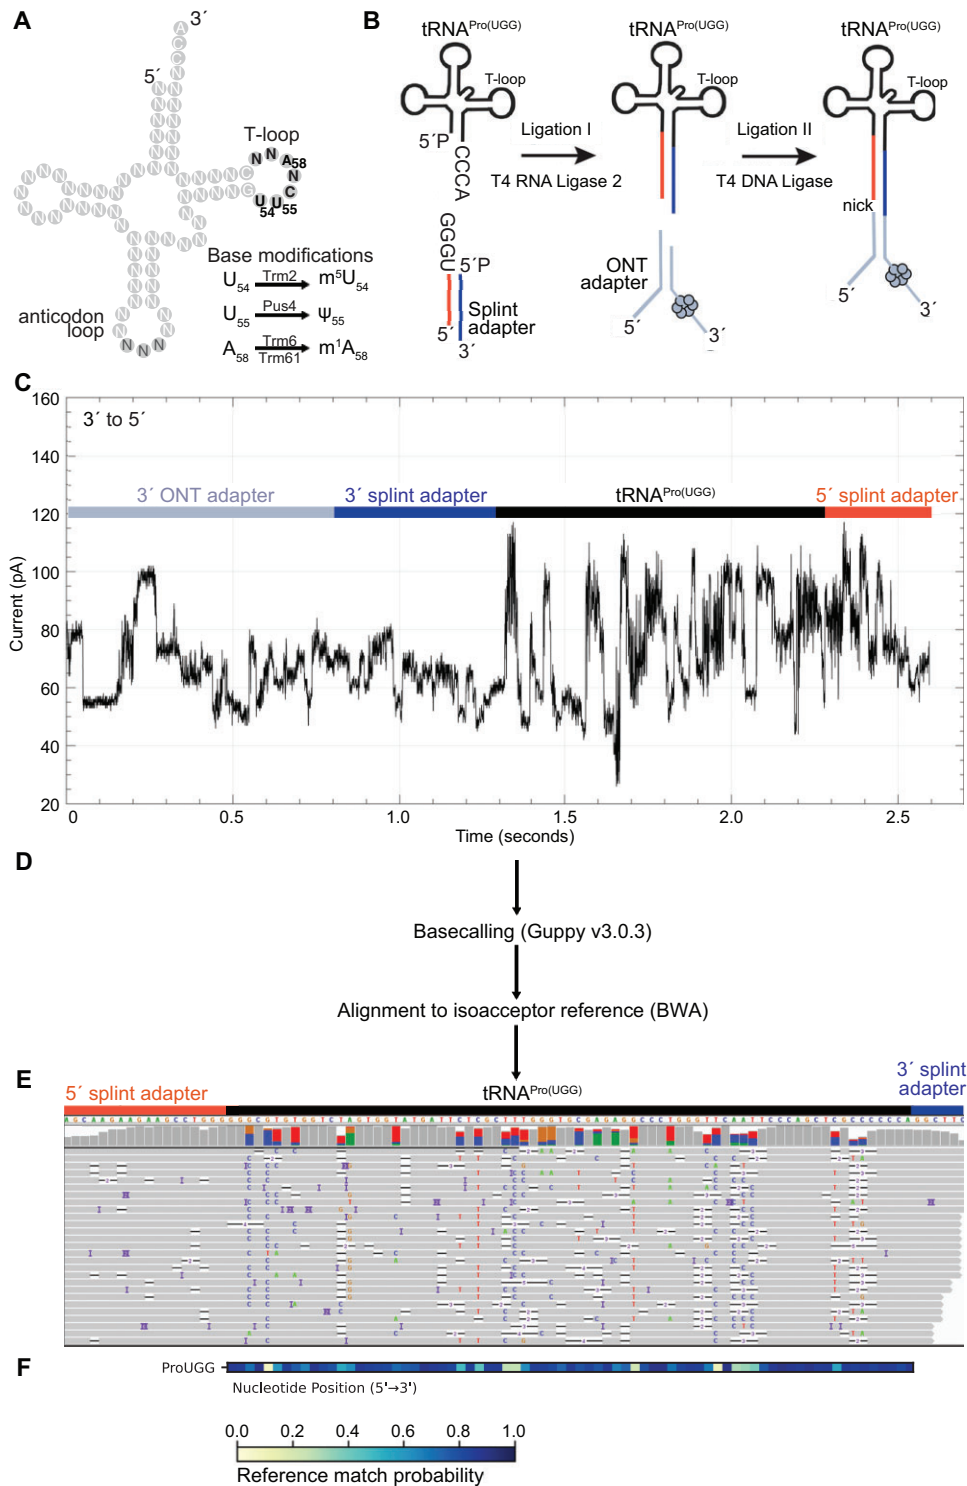 A
3´
5´
T-loop
A58
U54
U55
C
anticodon
loop
Base modifications
U54 Trm2 m⁵U54
U55 Pus4 Ψ55
A58 Trm6 Trm61 m¹A58
B
tRNAPro(UGG)
tRNAPro(UGG)
tRNAPro(UGG)
T-loop
T-loop
T-loop
5´P
CCCA
GGGU
5´P
5´
3´
Splint
adapter
Ligation I
T4 RNA Ligase 2
Ligation II
T4 DNA Ligase
ONT
adapter
5´
3´
nick
5´
3´
C
3´ to 5´
3´ ONT adapter
3´ splint adapter
tRNAPro(UGG)
5´ splint adapter
160
140
120
100
80
60
40
20
Current (pA)
0 0.5 1.0 1.5 2.0 2.5
Time (seconds)
D
Basecalling (Guppy v3.0.3)
Alignment to isoacceptor reference (BWA)
E
5´ splint adapter
tRNAPro(UGG)
3´ splint
adapter
F
ProUGG
Nucleotide Position (5'→3')
0.0 0.2 0.4 0.6 0.8 1.0
Reference match probability